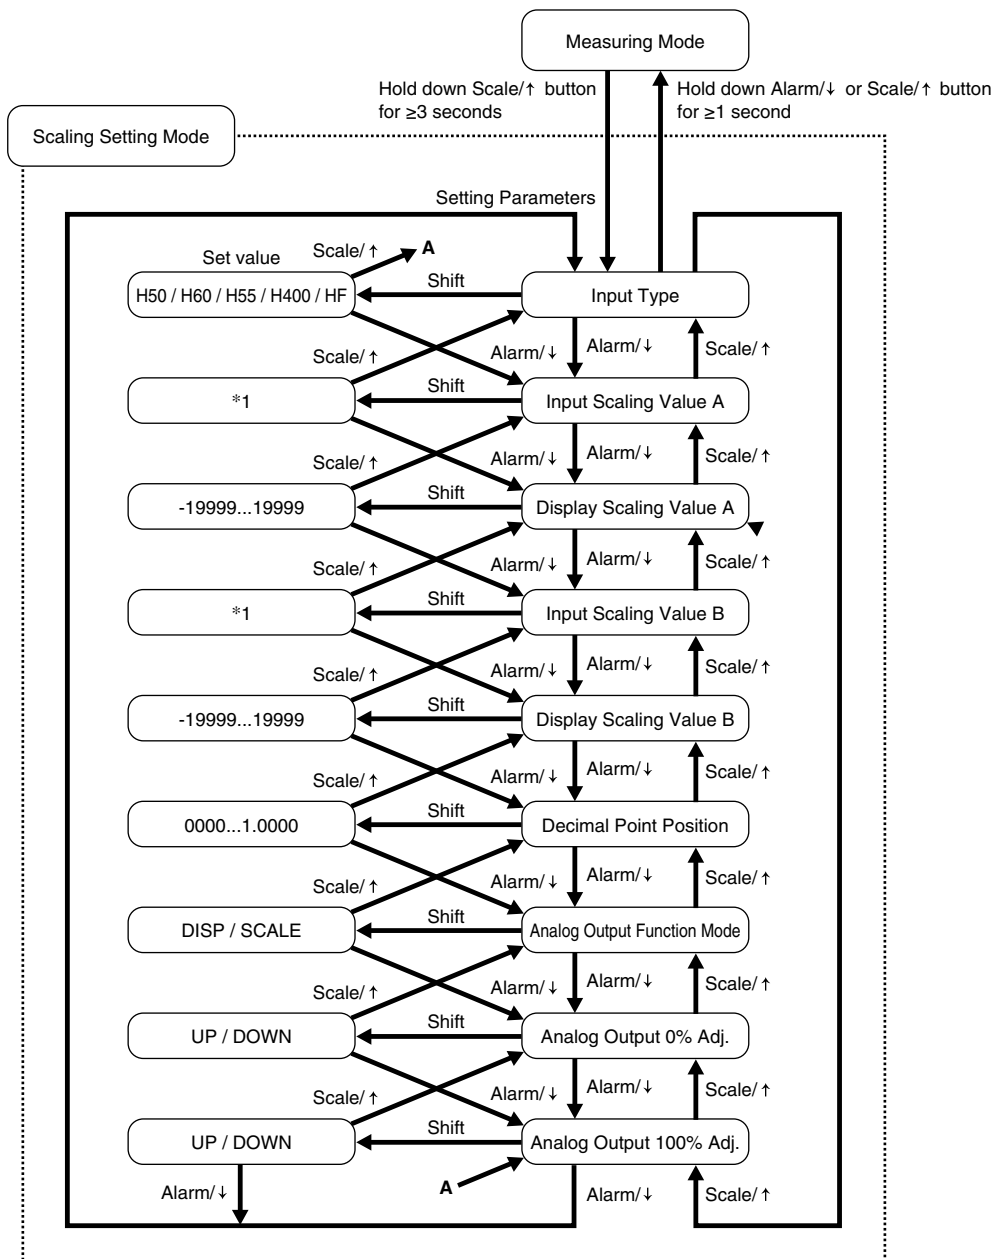 Measuring Mode
Hold down Scale/↑ button
for ≥3 seconds
Hold down Alarm/↓ or Scale/↑ button
for ≥1 second
Scaling Setting Mode
Setting Parameters
Set value
Scale/↑
A
H50 / H60 / H55 / H400 / HF
Shift
Input Type
Scale/↑
Alarm/↓
Alarm/↓
Scale/↑
*1
Shift
Input Scaling Value A
Scale/↑
Alarm/↓
Alarm/↓
Scale/↑
-19999...19999
Shift
Display Scaling Value A
Scale/↑
Alarm/↓
Alarm/↓
Scale/↑
*1
Shift
Input Scaling Value B
Scale/↑
Alarm/↓
Alarm/↓
Scale/↑
-19999...19999
Shift
Display Scaling Value B
Scale/↑
Alarm/↓
Alarm/↓
Scale/↑
0000...1.0000
Shift
Decimal Point Position
Scale/↑
Alarm/↓
Alarm/↓
Scale/↑
DISP / SCALE
Shift
Analog Output Function Mode
Scale/↑
Alarm/↓
Alarm/↓
Scale/↑
UP / DOWN
Shift
Analog Output 0% Adj.
Scale/↑
Alarm/↓
Alarm/↓
Scale/↑
UP / DOWN
Shift
Analog Output 100% Adj.
Alarm/↓
A
Alarm/↓
Scale/↑